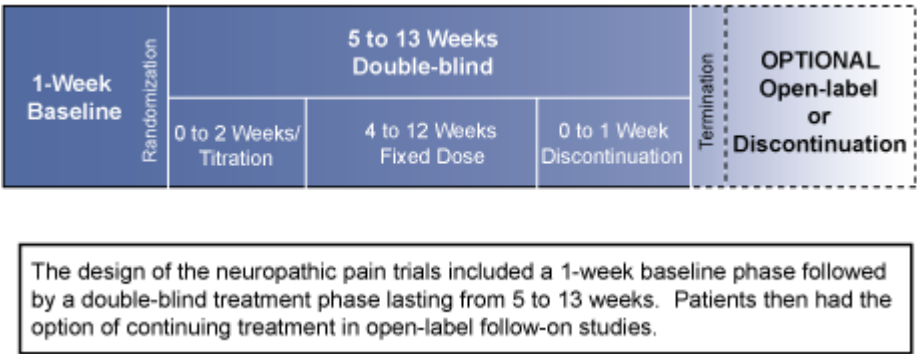 1-Week
Baseline
Randomization
5 to 13 Weeks
Double-blind
0 to 2 Weeks/
Titration
4 to 12 Weeks
Fixed Dose
0 to 1 Week
Discontinuation
Termination
OPTIONAL
Open-label
or
Discontinuation
The design of the neuropathic pain trials included a 1-week baseline phase followed
by a double-blind treatment phase lasting from 5 to 13 weeks.  Patients then had the
option of continuing treatment in open-label follow-on studies.